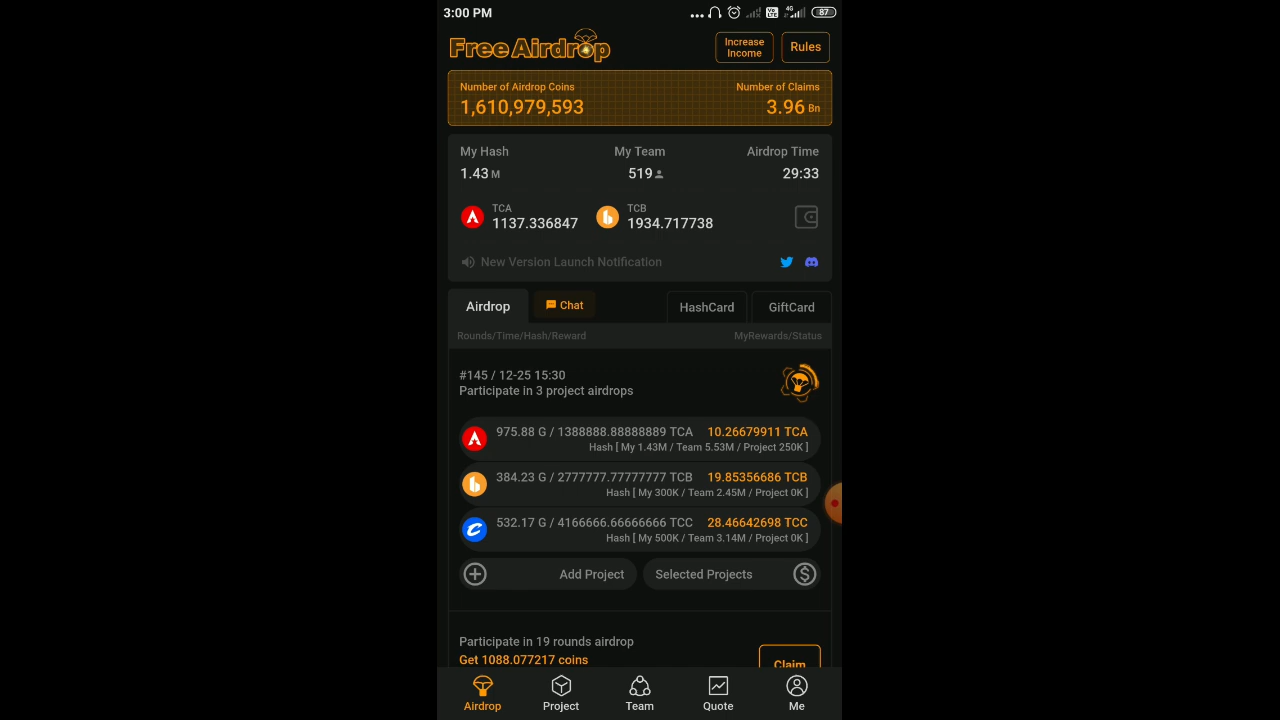 3:00 PM
4G
Vo LTE
87
Free Airdrop
Increase Income
Rules
Number of Airdrop Coins
Number of Claims
1,610,979,593
3.96 Bn
My Hash
My Team
Airdrop Time
1.43 M
519
29:33
TCA
TCB
1137.336847
1934.717738
New Version Launch Notification
Airdrop
Chat
HashCard
GiftCard
Rounds/Time/Hash/Reward
MyRewards/Status
#145 / 12-25 15:30
Participate in 3 project airdrops
975.88 G / 1388888.88888889 TCA 10.26679911 TCA
Hash [ My 1.43M / Team 5.53M / Project 250K ]
384.23 G / 2777777.77777777 TCB 19.85356686 TCB
Hash [ My 300K / Team 2.45M / Project 0K ]
532.17 G / 4166666.66666666 TCC 28.46642698 TCC
Hash [ My 500K / Team 3.14M / Project 0K ]
Add Project
Selected Projects
Participate in 19 rounds airdrop
Get 1088.077217 coins
Claim
Airdrop
Project
Team
Quote
Me